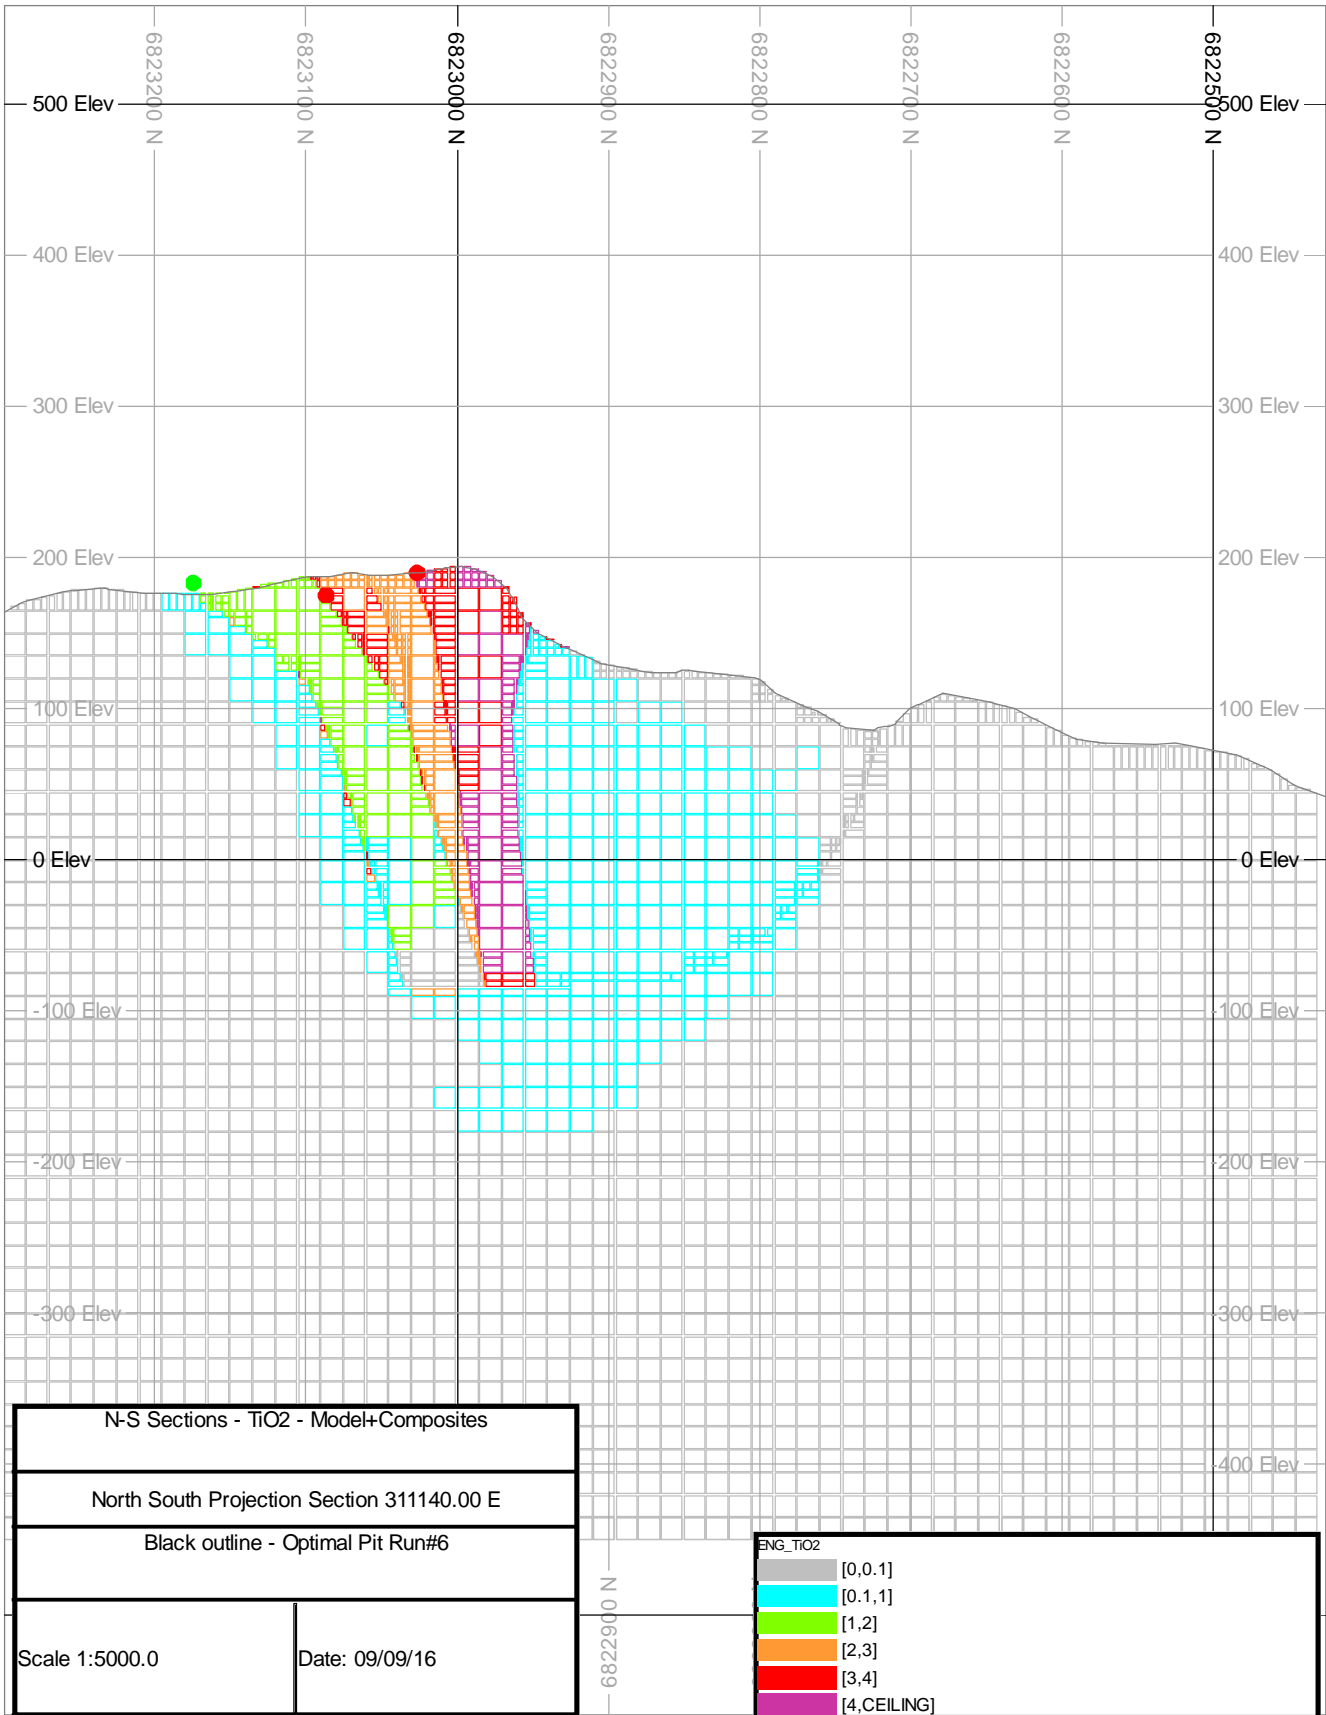 6823200 N
6823100 N
6823000 N
6822900 N
6822800 N
6822700 N
6822600 N
6822500 N
500 Elev
500 Elev
400 Elev
400 Elev
300 Elev
300 Elev
200 Elev
200 Elev
100 Elev
100 Elev
0 Elev
0 Elev
-100 Elev
-100 Elev
-200 Elev
-200 Elev
-300 Elev
-300 Elev
-400 Elev
N-S Sections - TiO2 - Model+Composites
North South Projection Section 311140.00 E
Black outline - Optimal Pit Run#6
Scale 1:5000.0
Date: 09/09/16
6822900 N
ENG_TiO2
[0,0.1]
[0.1,1]
[1,2]
[2,3]
[3,4]
[4,CEILING]